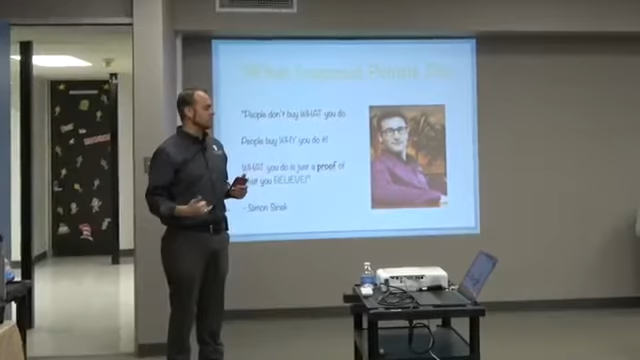 "People don't buy WHAT you do
People buy WHY you do it!
WHAT you do is just a proof of
you BELIEVE!"
- Simon Sinek